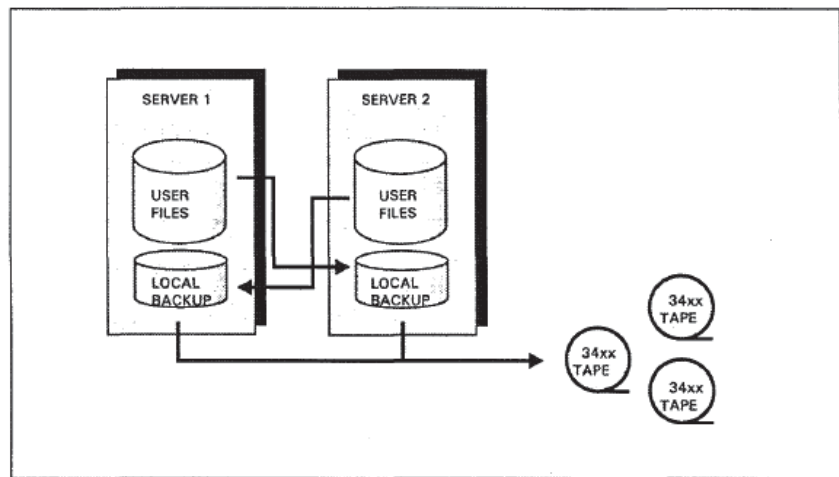 SERVER 1
USER
FILES
LOCAL
BACKUP
SERVER 2
USER
FILES
LOCAL
BACKUP
34xx
TAPE
34xx
TAPE
34xx
TAPE